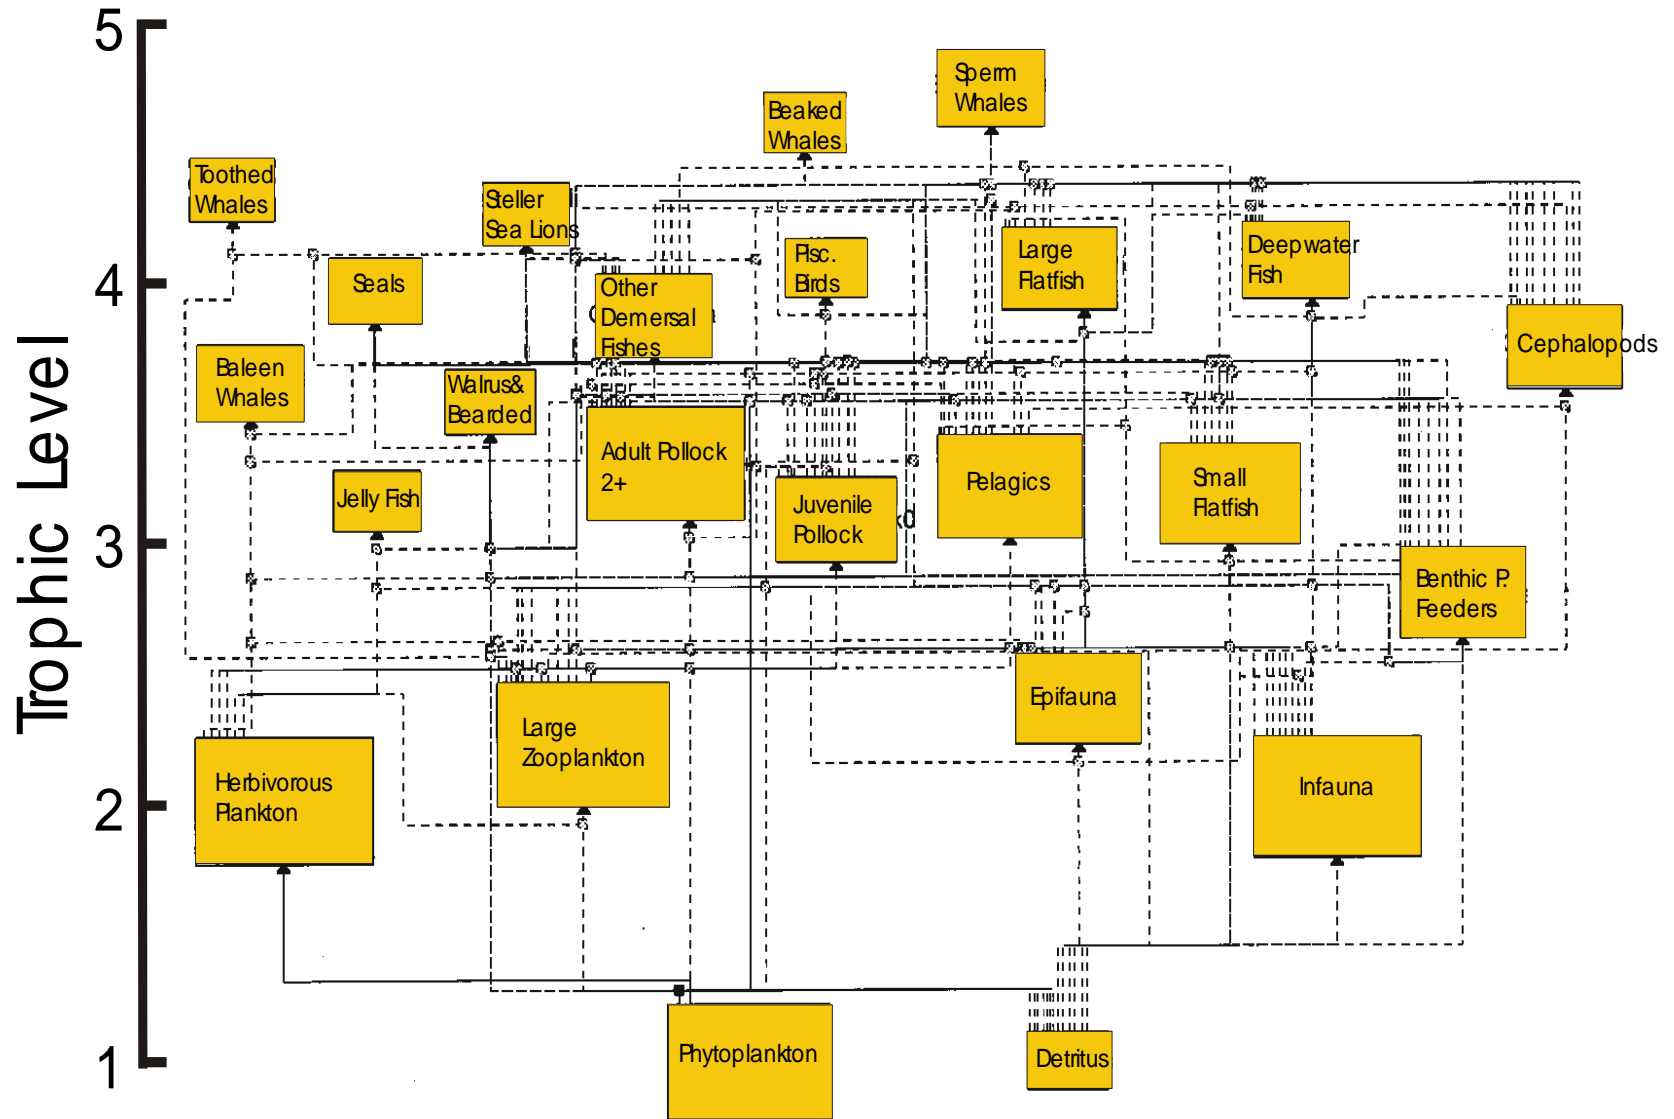 Trophic Level
5
4
3
2
1
Sperm
Whales
Beaked
Whales
Toothed
Whales
Steller
Sea Lions
Seals
Other
Demersal
Fishes
Pisc.
Birds
Large
Flatfish
Deepwater
Fish
Cephalopods
Baleen
Whales
Walrus&
Bearded
Adult Pollock
2+
Jelly Fish
Juvenile
Pollock
Pelagics
Small
Flatfish
Benthic P.
Feeders
Large
Zooplankton
Epifauna
Herbivorous
Plankton
Infauna
Phytoplankton
Detritus